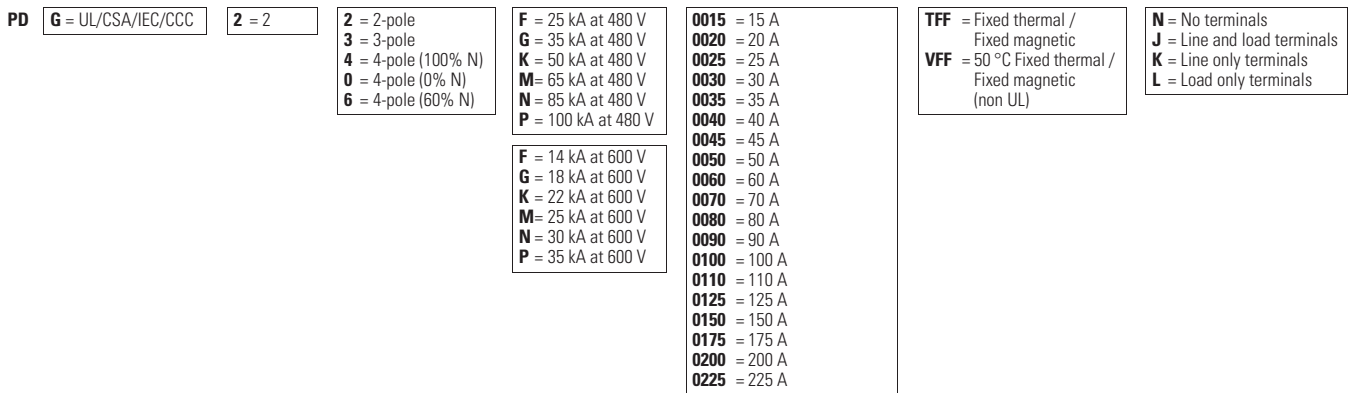 PD
G = UL/CSA/IEC/CCC
2 = 2
2 = 2-pole
3 = 3-pole
4 = 4-pole (100% N)
0 = 4-pole (0% N)
6 = 4-pole (60% N)
F = 25 kA at 480 V
G = 35 kA at 480 V
K = 50 kA at 480 V
M= 65 kA at 480 V
N = 85 kA at 480 V
P = 100 kA at 480 V
F = 14 kA at 600 V
G = 18 kA at 600 V
K = 22 kA at 600 V
M= 25 kA at 600 V
N = 30 kA at 600 V
P = 35 kA at 600 V
0015 = 15 A
0020 = 20 A
0025 = 25 A
0030 = 30 A
0035 = 35 A
0040 = 40 A
0045 = 45 A
0050 = 50 A
0060 = 60 A
0070 = 70 A
0080 = 80 A
0090 = 90 A
0100 = 100 A
0110 = 110 A
0125 = 125 A
0150 = 150 A
0175 = 175 A
0200 = 200 A
0225 = 225 A
TFF = Fixed thermal /
Fixed magnetic
VFF = 50 °C Fixed thermal /
Fixed magnetic
(non UL)
N = No terminals
J = Line and load terminals
K = Line only terminals
L = Load only terminals